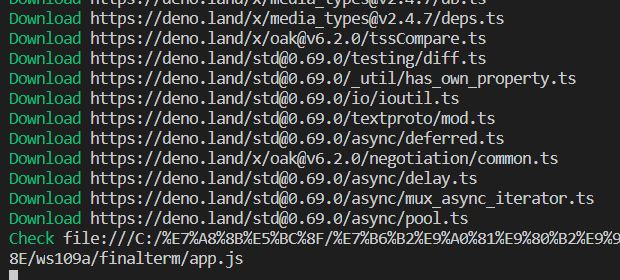 Download https://deno.land/x/media_types@v2.4.7/db.ts
Download https://deno.land/x/media_types@v2.4.7/deps.ts
Download https://deno.land/x/oak@v6.2.0/tssCompare.ts
Download https://deno.land/std@0.69.0/testing/diff.ts
Download https://deno.land/std@0.69.0/_util/has_own_property.ts
Download https://deno.land/std@0.69.0/io/ioutil.ts
Download https://deno.land/std@0.69.0/textproto/mod.ts
Download https://deno.land/std@0.69.0/async/deferred.ts
Download https://deno.land/x/oak@v6.2.0/negotiation/common.ts
Download https://deno.land/std@0.69.0/async/delay.ts
Download https://deno.land/std@0.69.0/async/mux_async_iterator.ts
Download https://deno.land/std@0.69.0/async/pool.ts
Check file:///C:/%E7%A8%8B%E5%BC%8F/%E7%B6%B2%E9%A0%81%E9%80%B2%E9%9
8E/ws109a/finalterm/app.js